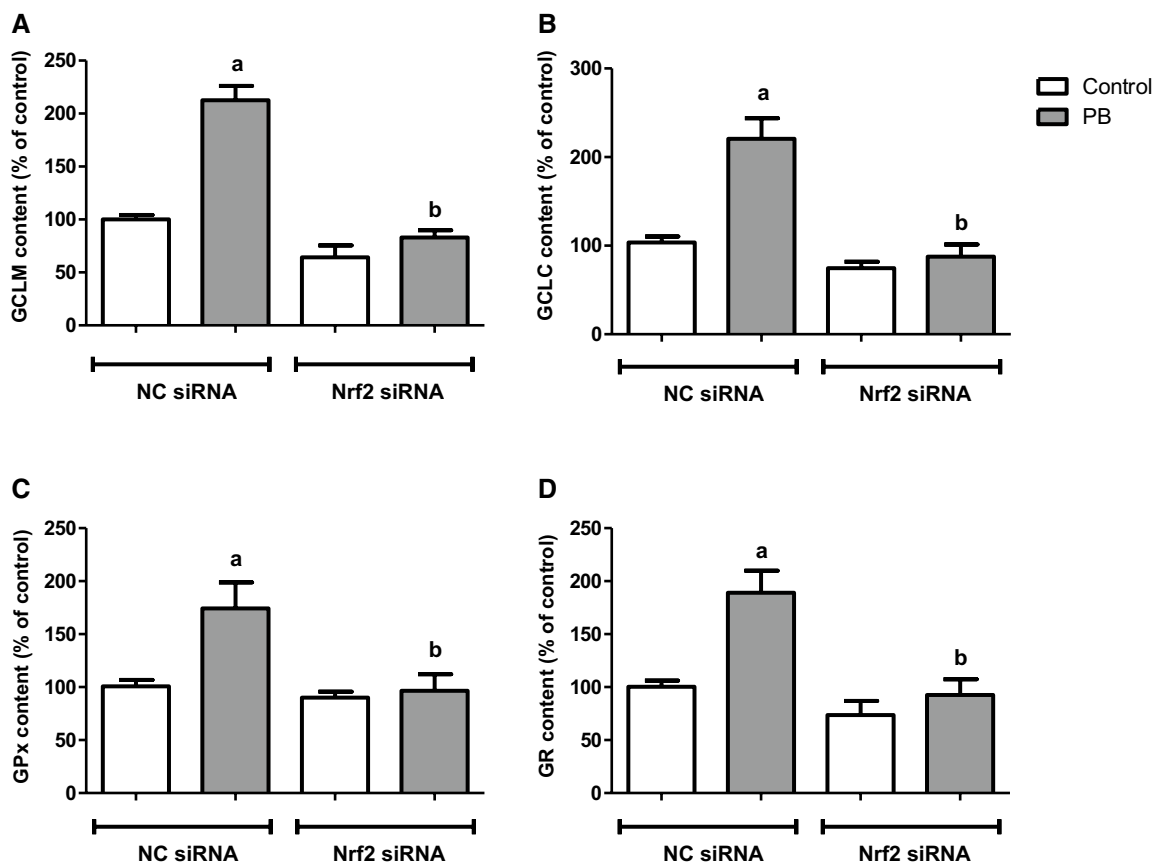 A
GCLM content (% of control)
250
200
150
100
50
0
a
b
NC siRNA
Nrf2 siRNA
B
GCLC content (% of control)
300
200
100
0
a
b
NC siRNA
Nrf2 siRNA
Control
PB
C
GPx content (% of control)
250
200
150
100
50
0
a
b
NC siRNA
Nrf2 siRNA
D
GR content (% of control)
250
200
150
100
50
0
a
b
NC siRNA
Nrf2 siRNA